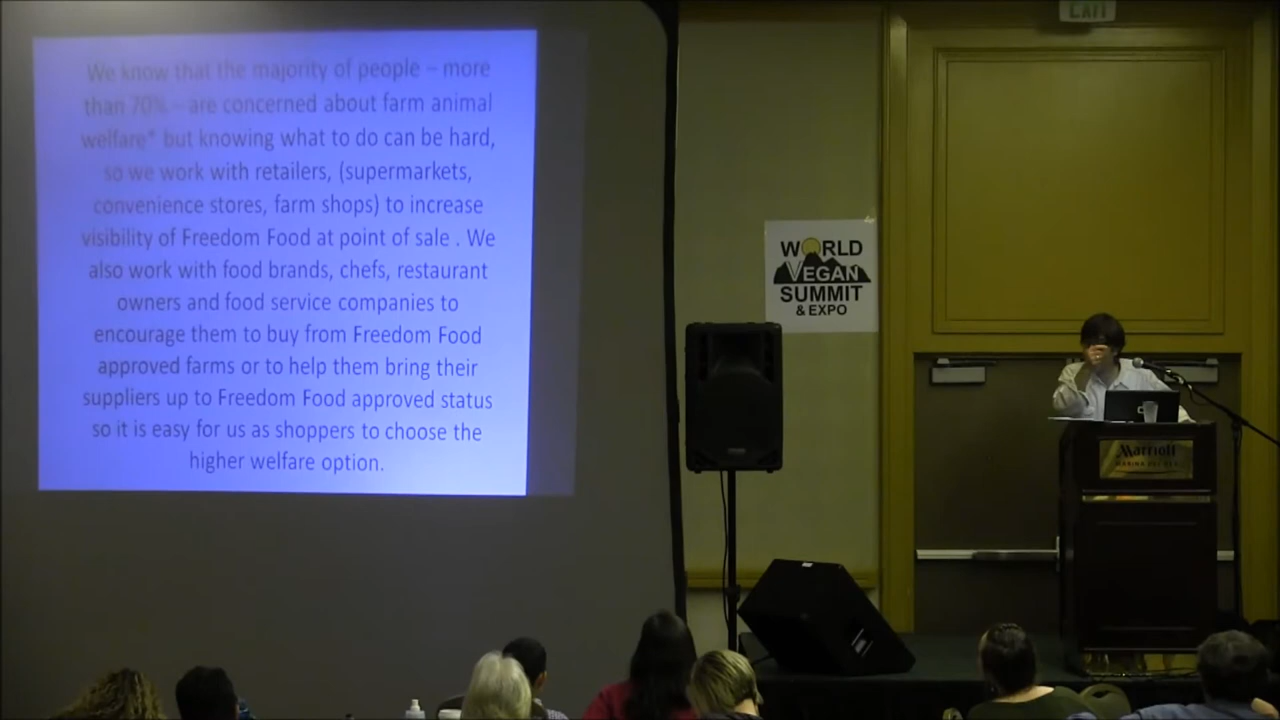 We know that the majority of people – more
than 70% – are concerned about farm animal
welfare* but knowing what to do can be hard,
so we work with retailers, (supermarkets,
convenience stores, farm shops) to increase
visibility of Freedom Food at point of sale . We
also work with food brands, chefs, restaurant
owners and food service companies to
encourage them to buy from Freedom Food
approved farms or to help them bring their
suppliers up to Freedom Food approved status
so it is easy for us as shoppers to choose the
higher welfare option.
WORLD
VEGAN
SUMMIT
& EXPO
EXIT
Marriott
MARINA DEL REY